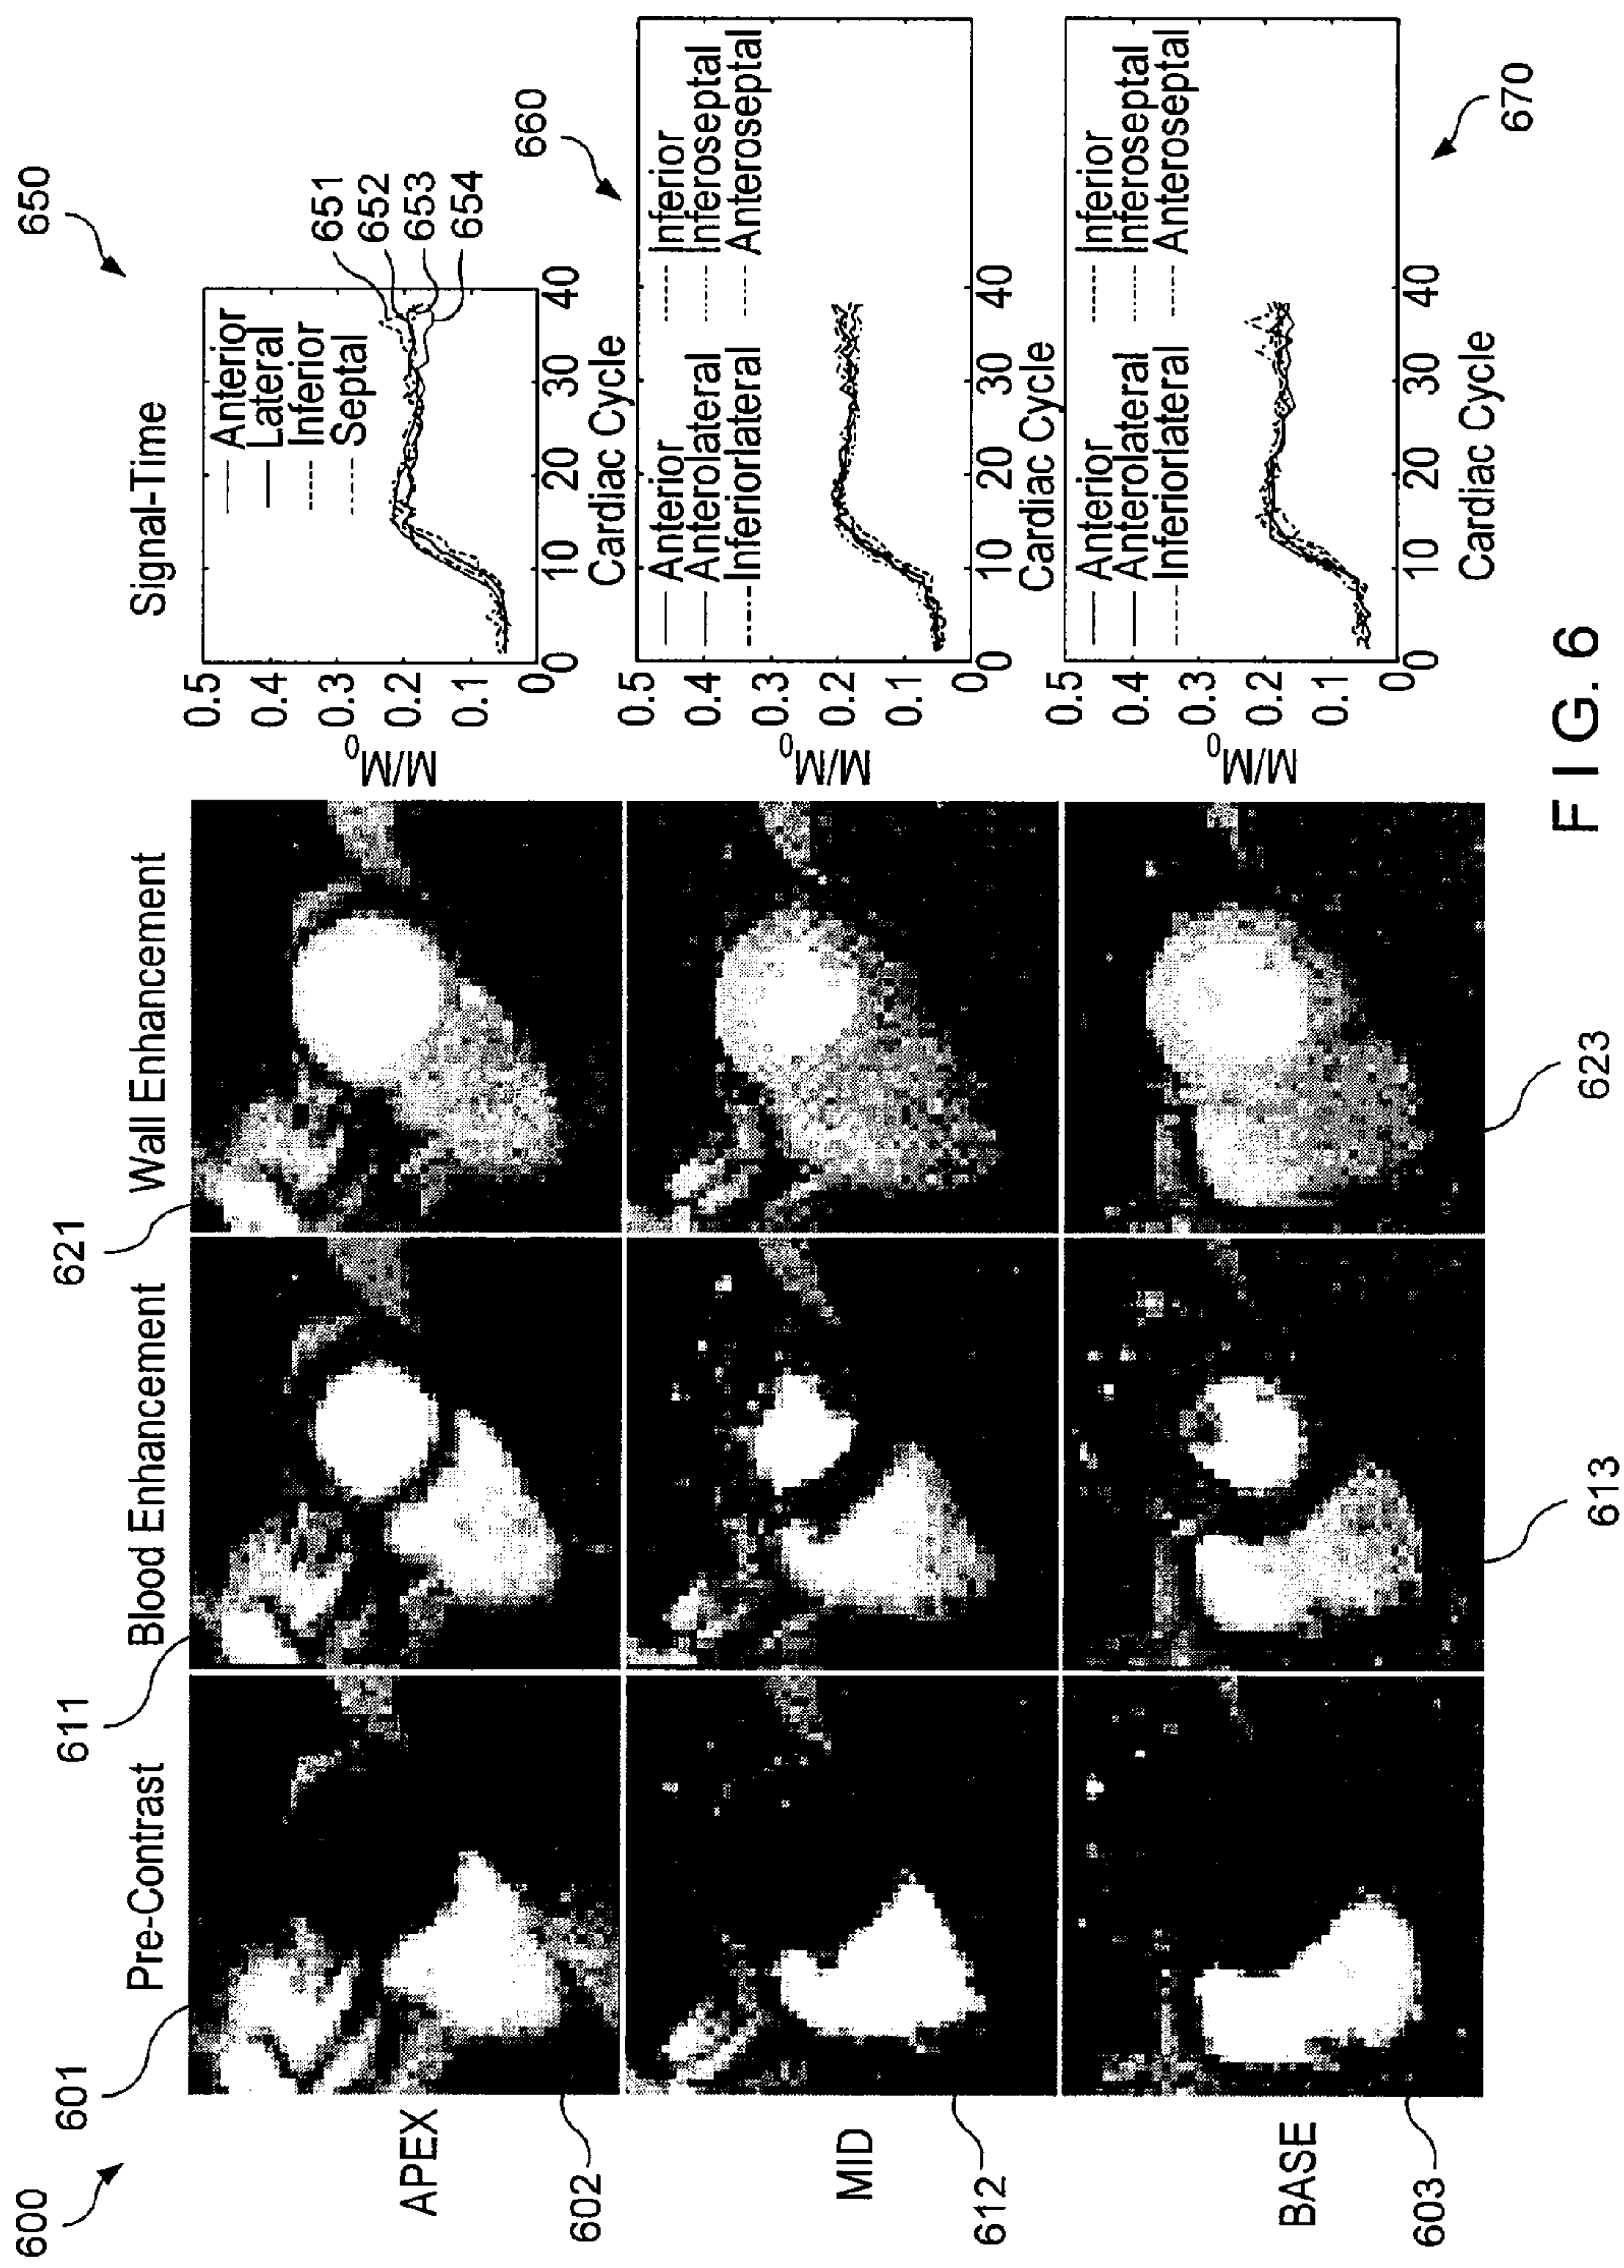 600
601
611
621
650
Pre-Contrast
Blood Enhancement
Wall Enhancement
Signal-Time
APEX
602
M/M0
0.5
0.4
0.3
0.2
0.1
0
Anterior
Lateral
Inferior
Septal
651
652
653
654
0 10 20 30 40
Cardiac Cycle
MID
612
660
M/M0
0.5
0.4
0.3
0.2
0.1
0
Anterior Inferior
Anterolateral Inferoseptal
Inferiorlateral Anteroseptal
0 10 20 30 40
Cardiac Cycle
BASE
603
613
623
M/M0
0.5
0.4
0.3
0.2
0.1
0
Anterior Inferior
Anterolateral Inferoseptal
Inferiorlateral Anteroseptal
0 10 20 30 40
Cardiac Cycle
670
FIG. 6